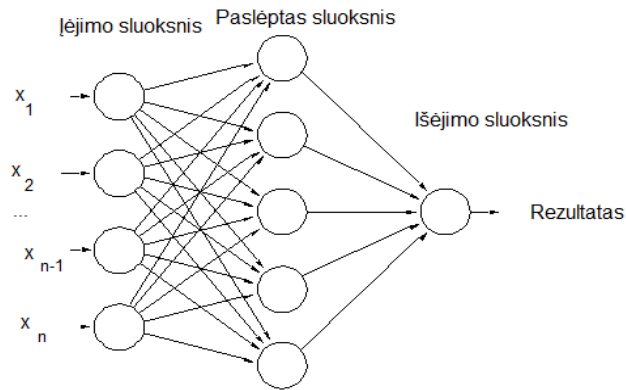 Įėjimo sluoksnis
Paslėptas sluoksnis
Išėjimo sluoksnis
x1
x2
...
xn-1
xn
Rezultatas